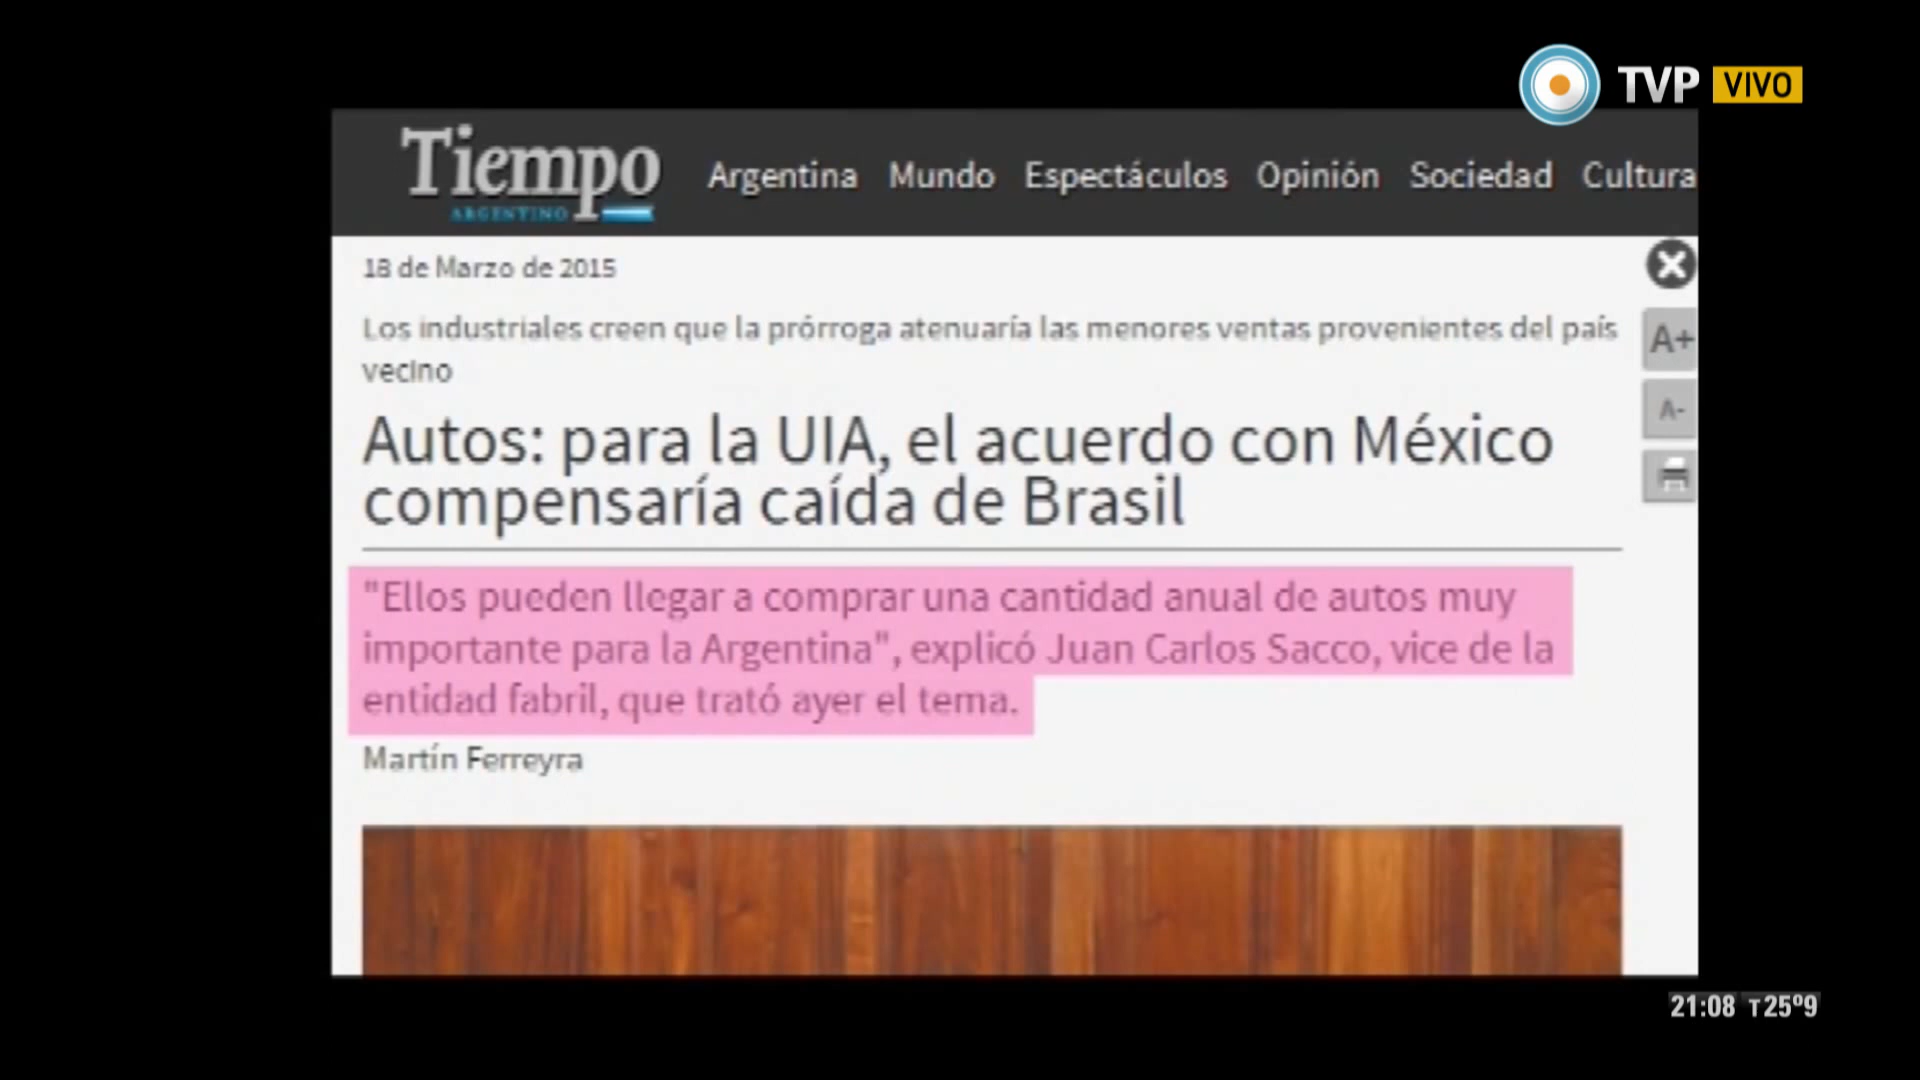 TVP VIVO
Tiempo
ARGENTINO
Argentina Mundo Espectáculos Opinión Sociedad Cultura
18 de Marzo de 2015
Los industriales creen que la prórroga atenuaría las menores ventas provenientes del país
vecino
A+
Autos: para la UIA, el acuerdo con México
A-
compensaría caída de Brasil
"Ellos pueden llegar a comprar una cantidad anual de autos muy
importante para la Argentina", explicó Juan Carlos Sacco, vice de la
entidad fabril, que trató ayer el tema.
Martín Ferreyra
21:08 T25º9